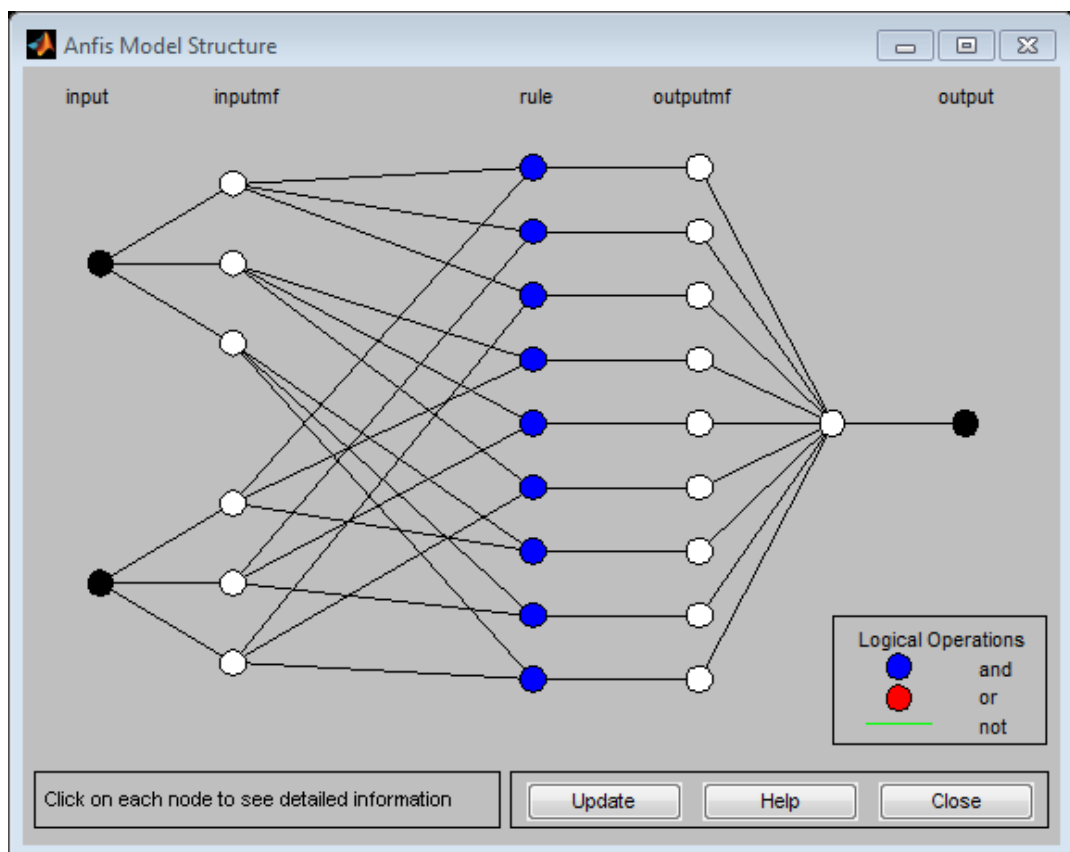 Anfis Model Structure
input inputmf rule outputmf output
Logical Operations
and
or
not
Click on each node to see detailed information
Update Help Close